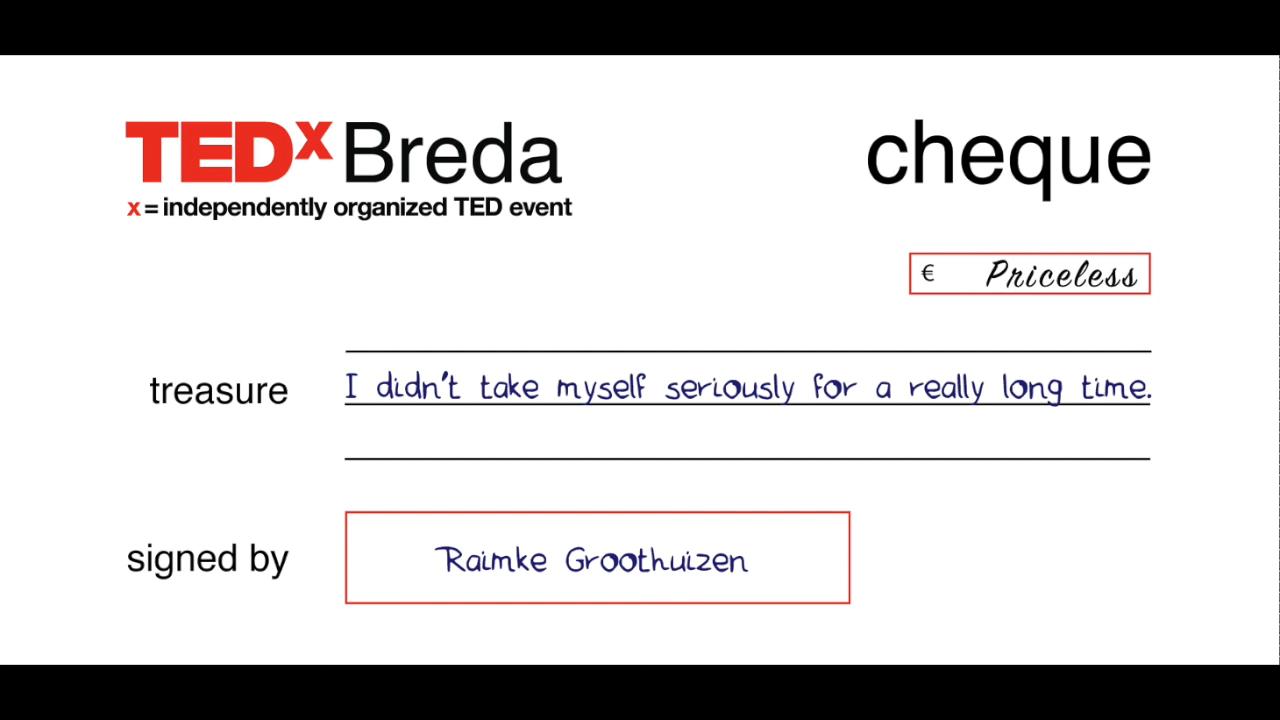 TEDx Breda
x = independently organized TED event
cheque
€ Priceless
treasure I didn't take myself seriously for a really long time.
signed by Raimke Groothuizen